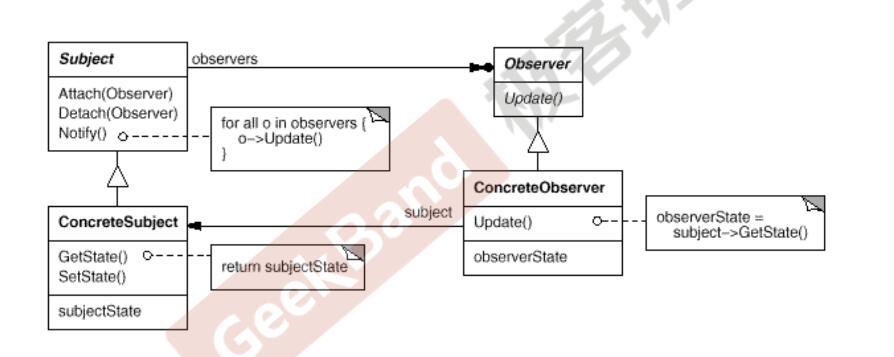 Subject
observers
Observer
Attach(Observer)
Detach(Observer)
Notify()
Update()
for all o in observers {
o->Update()
}
ConcreteSubject
subject
ConcreteObserver
GetState()
SetState()
return subjectState
Update()
observerState =
subject->GetState()
subjectState
observerState
GeekBand
极客班